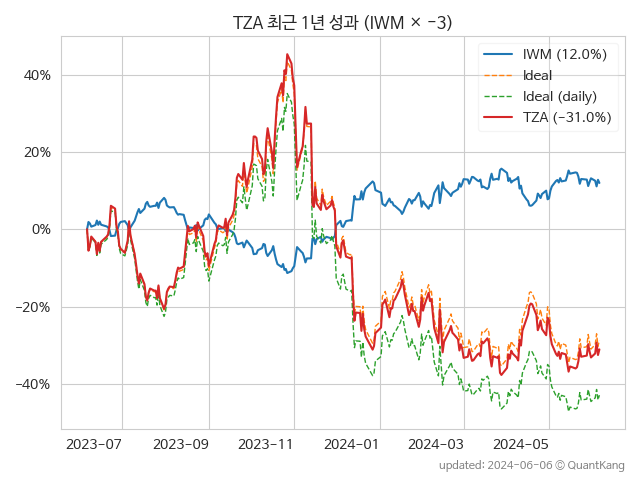 TZA 최근 1년 성과 (IWM × −3)
IWM (12.0%)
Ideal
Ideal (daily)
TZA (−31.0%)
40%
20%
0%
−20%
−40%
2023-07
2023-09
2023-11
2024-01
2024-03
2024-05
updated: 2024-06-06 © QuantKang